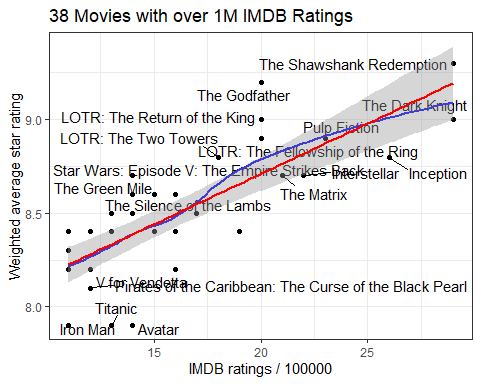 38 Movies with over 1M IMDB Ratings
The Shawshank Redemption
The Godfather
The Dark Knight
LOTR: The Return of the King
Pulp Fiction
LOTR: The Two Towers
LOTR: The Fellowship of the Ring
Star Wars: Episode V: The Empire Strikes Back
Interstellar
Inception
The Green Mile
The Matrix
The Silence of the Lambs
V for Vendetta
Pirates of the Caribbean: The Curse of the Black Pearl
Titanic
Iron Man
Avatar
9.0
8.5
8.0
Weighted average star rating
15
20
25
IMDB ratings / 100000